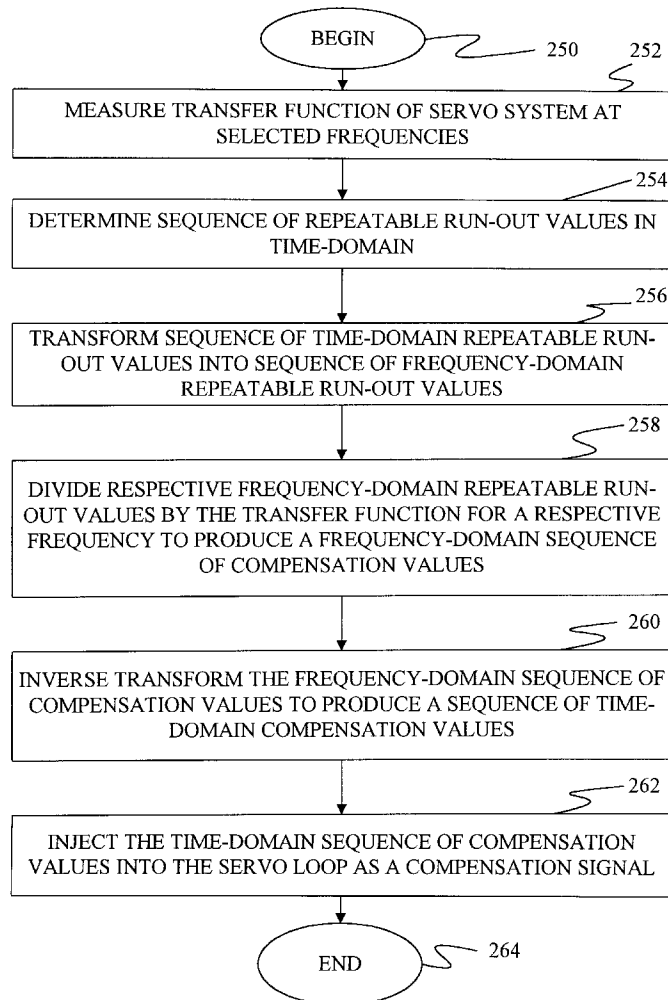 BEGIN
250
252
MEASURE TRANSFER FUNCTION OF SERVO SYSTEM AT
SELECTED FREQUENCIES
254
DETERMINE SEQUENCE OF REPEATABLE RUN-OUT VALUES IN
TIME-DOMAIN
256
TRANSFORM SEQUENCE OF TIME-DOMAIN REPEATABLE RUN-
OUT VALUES INTO SEQUENCE OF FREQUENCY-DOMAIN
REPEATABLE RUN-OUT VALUES
258
DIVIDE RESPECTIVE FREQUENCY-DOMAIN REPEATABLE RUN-
OUT VALUES BY THE TRANSFER FUNCTION FOR A RESPECTIVE
FREQUENCY TO PRODUCE A FREQUENCY-DOMAIN SEQUENCE
OF COMPENSATION VALUES
260
INVERSE TRANSFORM THE FREQUENCY-DOMAIN SEQUENCE OF
COMPENSATION VALUES TO PRODUCE A SEQUENCE OF TIME-
DOMAIN COMPENSATION VALUES
262
INJECT THE TIME-DOMAIN SEQUENCE OF COMPENSATION
VALUES INTO THE SERVO LOOP AS A COMPENSATION SIGNAL
END
264